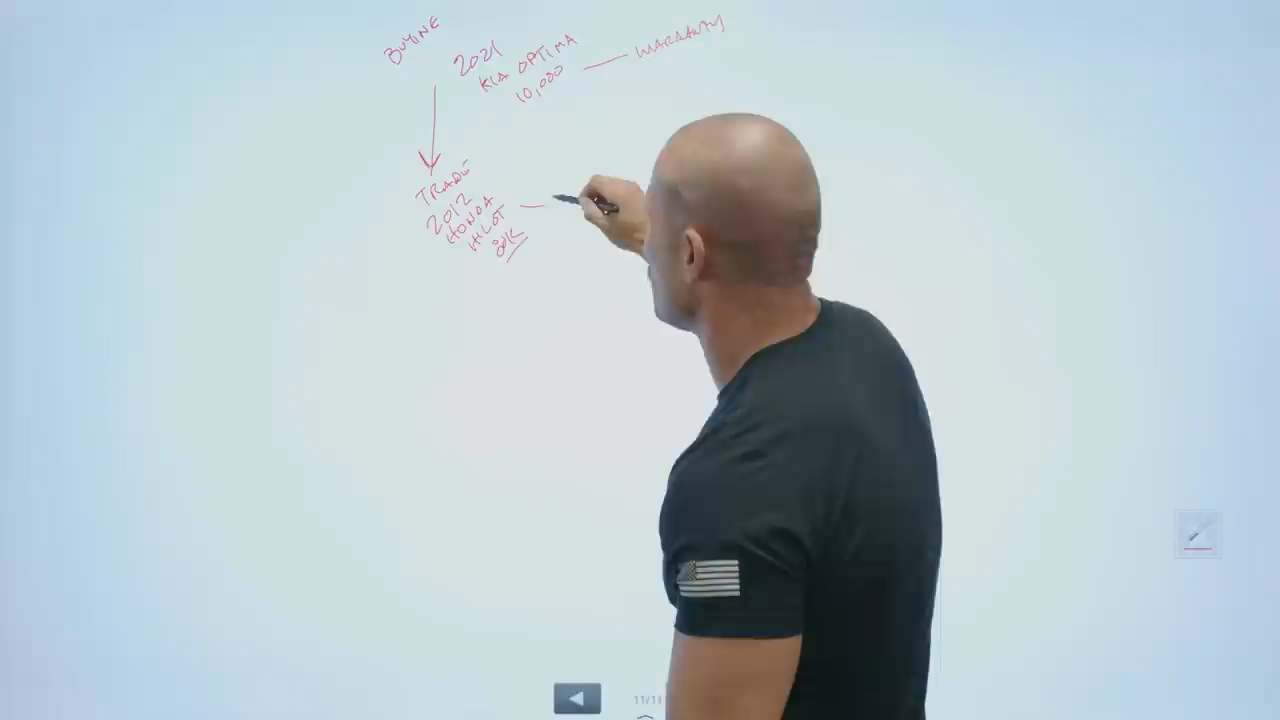 BUYING
2021
KIA OPTIMA
10,000 — WARRANTY
TRADE
2012
HONDA
PILOT
80K
11/11